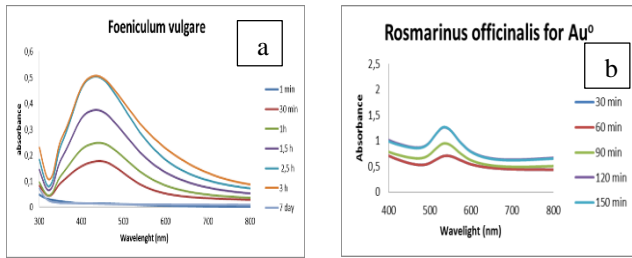 Foeniculum vulgare
a
0,6
0,5
0,4
0,3
0,2
0,1
0
absorbance
300
400
500
600
700
800
Wavelenght (nm)
1 min
30 min
1h
1,5 h
2,5 h
3 h
7 day
Rosmarinus officinalis for Auº
b
2,5
2
1,5
1
0,5
0
absorbance
400
500
600
700
800
Wavelight (nm)
30 min
60 min
90 min
120 min
150 min